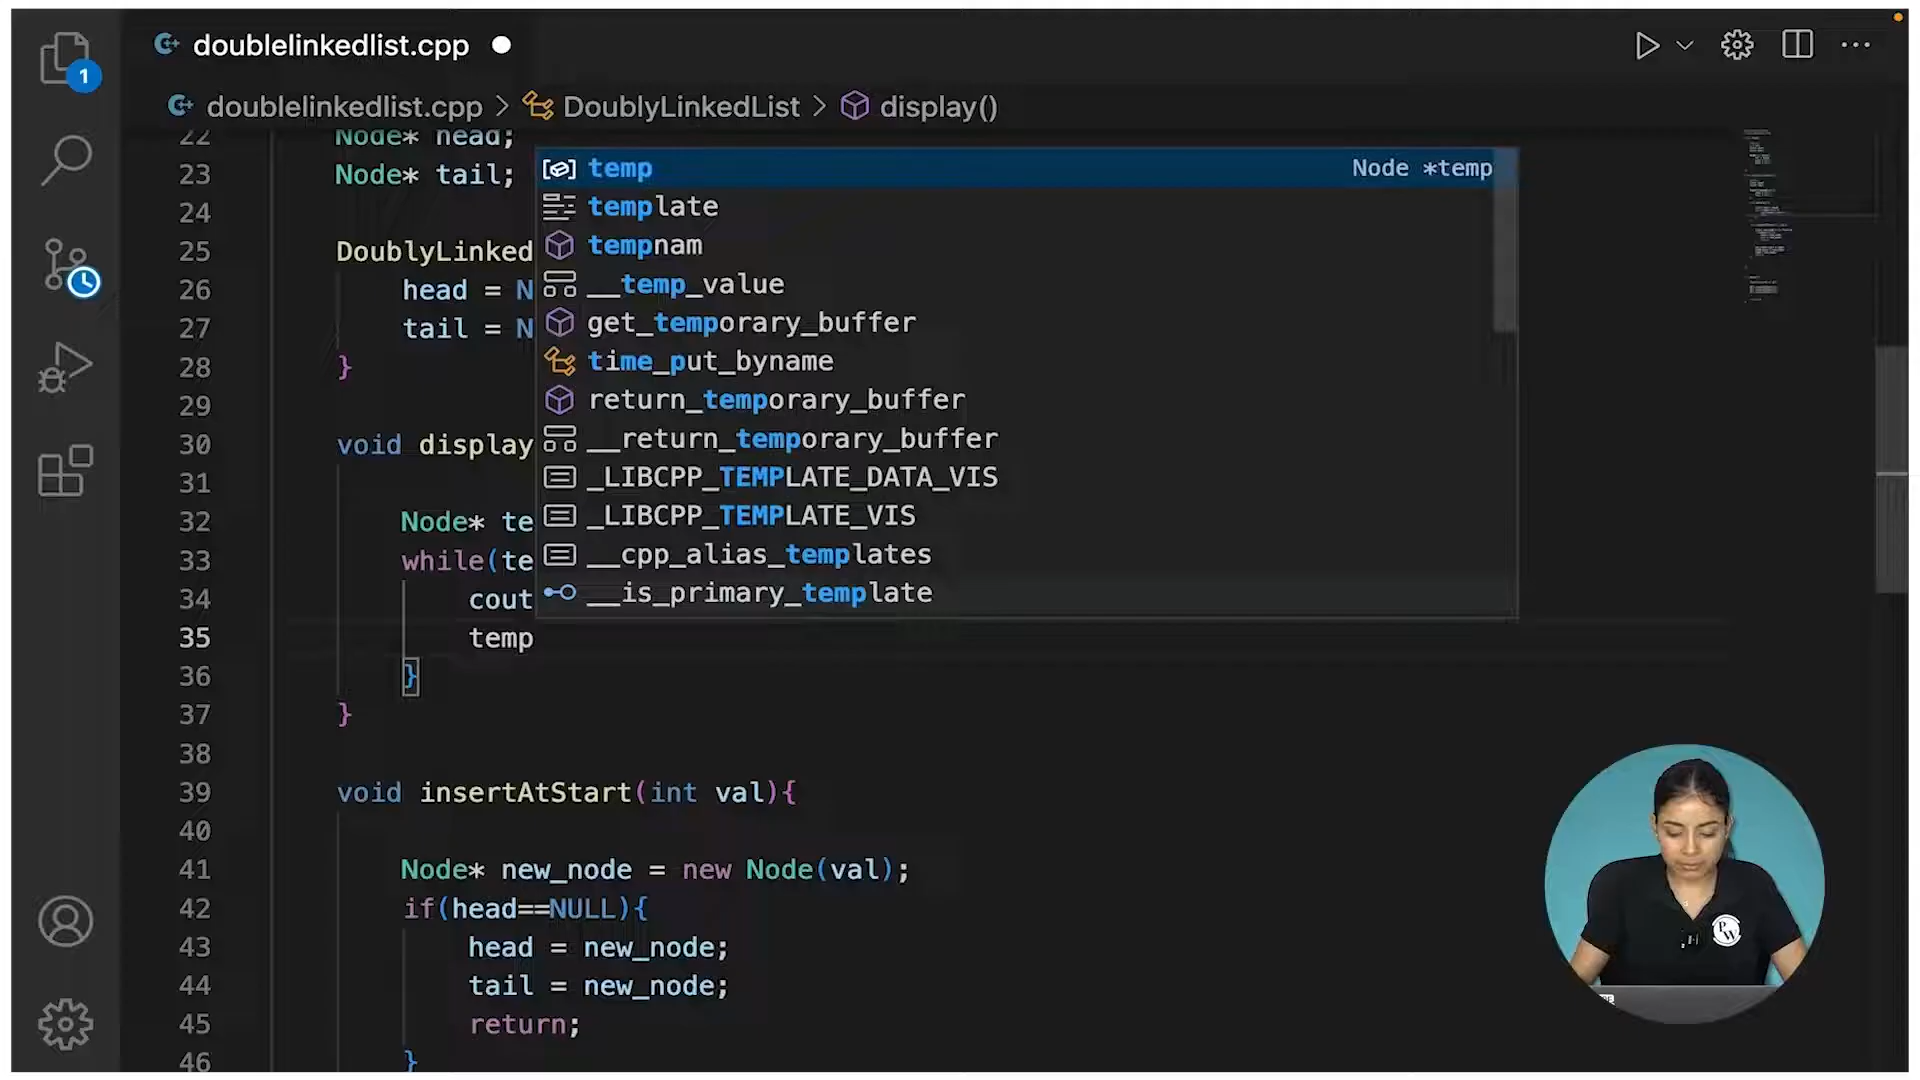 doublelinkedlist.cpp
1
doublelinkedlist.cpp > DoublyLinkedList > display()
22 Node* head;
23 Node* tail;
24
25 DoublyLinked
26 head = N
27 tail = N
28 }
29
30 void display
31
32 Node* te
33 while(te
34 cout
35 temp
36 }
37 }
38
39 void insertAtStart(int val){
40
41 Node* new_node = new Node(val);
42 if(head==NULL){
43 head = new_node;
44 tail = new_node;
45 return;
46 }
temp Node *temp
template
tempnam
__temp_value
get_temporary_buffer
time_put_byname
return_temporary_buffer
__return_temporary_buffer
_LIBCPP_TEMPLATE_DATA_VIS
_LIBCPP_TEMPLATE_VIS
__cpp_alias_templates
__is_primary_template
PW